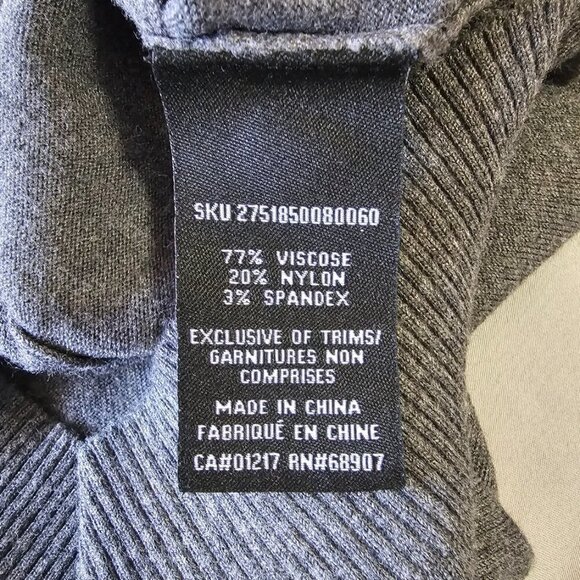 SKU 2751850080060
77% VISCOSE
20% NYLON
3% SPANDEX
EXCLUSIVE OF TRIMS/
GARNITURES NON
COMPRISES
MADE IN CHINA
FABRIQUÉ EN CHINE
CA#01217 RN#68907